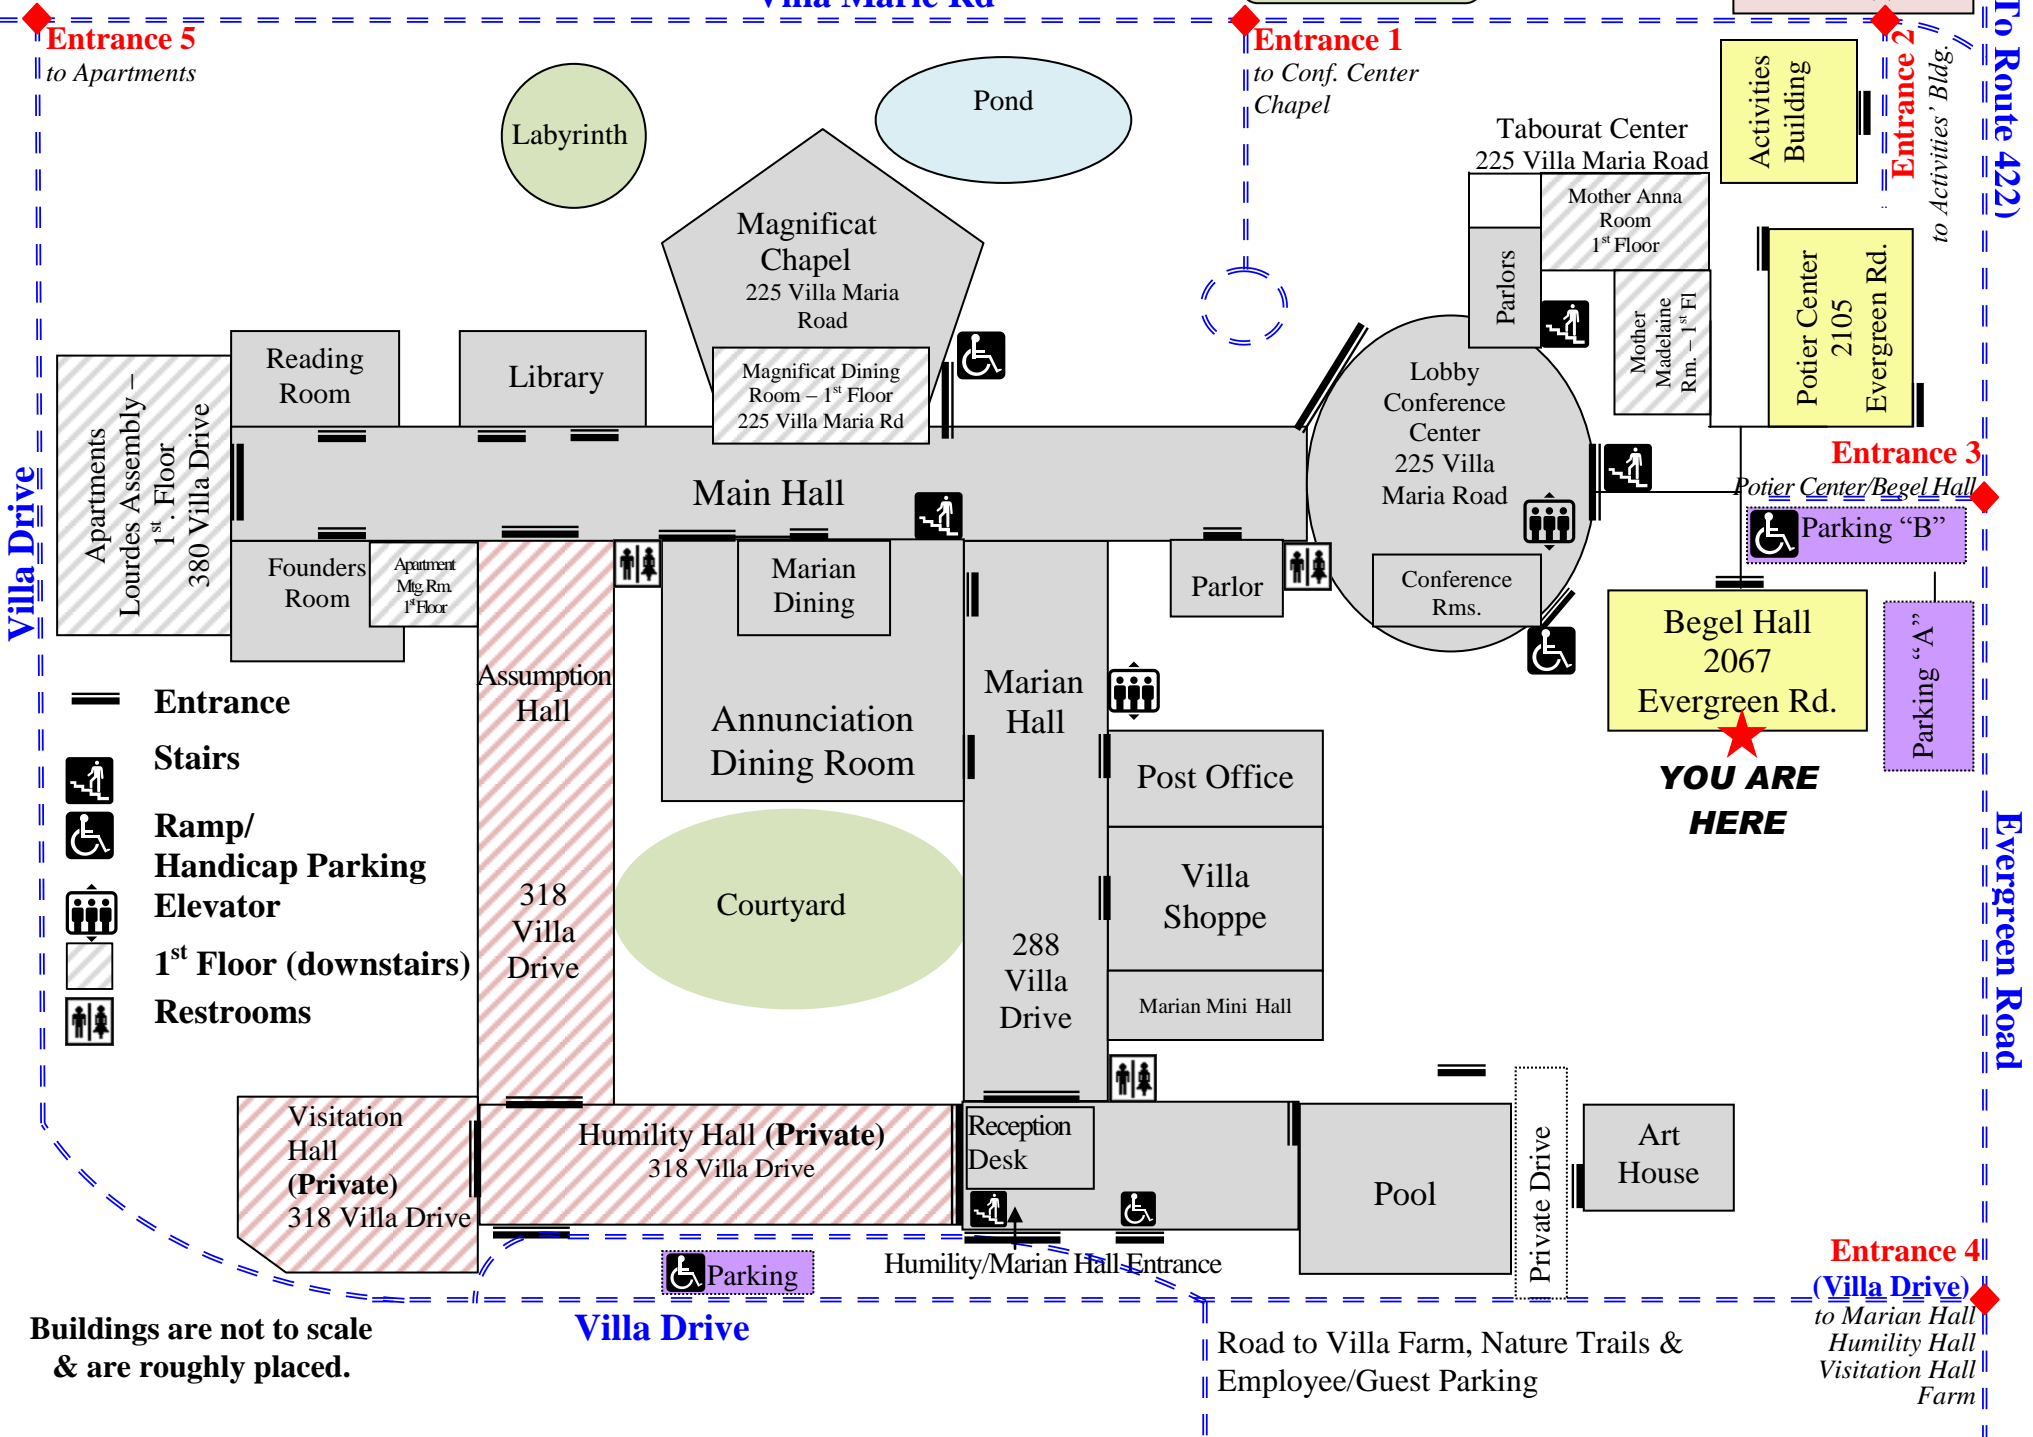 Villa Marie Rd
Entrance 5
to Apartments
Entrance 1
to Conf. Center
Chapel
Entrance 2
to Activities' Bldg.
To Route 422)
Labyrinth
Pond
Activities
Building
Tabourat Center
225 Villa Maria Road
Mother Anna
Room
1st Floor
Parlors
Mother
Madelaine
Rm. – 1st Fl
Potier Center
2105
Evergreen Rd.
Magnificat
Chapel
225 Villa Maria
Road
Magnificat Dining
Room – 1st Floor
225 Villa Maria Rd
Reading
Room
Library
Apartments
Lourdes Assembly –
1st. Floor
380 Villa Drive
Villa Drive
Main Hall
Lobby
Conference
Center
225 Villa
Maria Road
Conference
Rms.
Entrance 3
Potier Center/Begel Hall
Parking “B”
Parking “A”
Founders
Room
Apartment
Mtg. Rm.
1st Floor
Marian
Dining
Parlor
Begel Hall
2067
Evergreen Rd.
YOU ARE
HERE
Assumption
Hall
318
Villa
Drive
Annunciation
Dining Room
Marian
Hall
288
Villa
Drive
Post Office
Villa
Shoppe
Marian Mini Hall
Courtyard
Evergreen Road
Entrance
Stairs
Ramp/
Handicap Parking
Elevator
1st Floor (downstairs)
Restrooms
Visitation
Hall
(Private)
318 Villa Drive
Humility Hall (Private)
318 Villa Drive
Reception
Desk
Pool
Private Drive
Art
House
Parking
Humility/Marian Hall Entrance
Villa Drive
Entrance 4
(Villa Drive)
to Marian Hall
Humility Hall
Visitation Hall
Farm
Buildings are not to scale
& are roughly placed.
Road to Villa Farm, Nature Trails &
Employee/Guest Parking